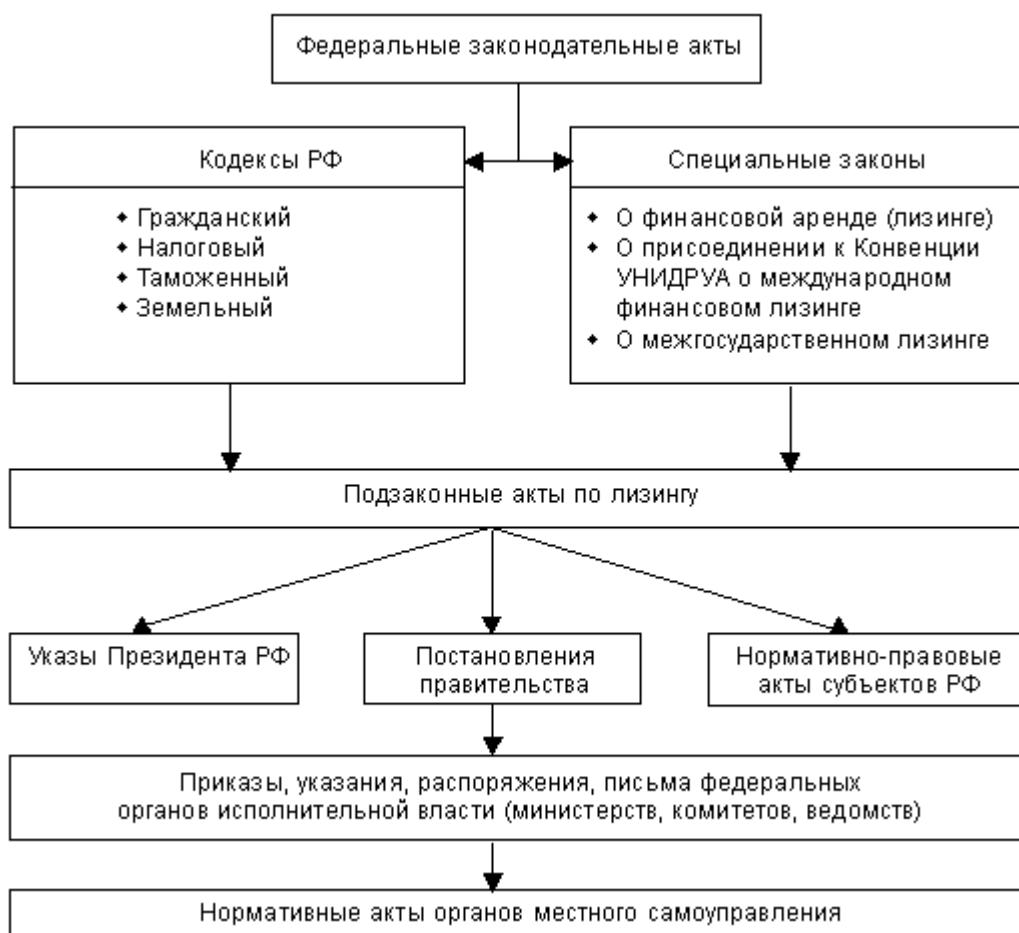 Федеральные законодательные акты
Кодексы РФ
◆ Гражданский
◆ Налоговый
◆ Таможенный
◆ Земельный
Специальные законы
◆ О финансовой аренде (лизинге)
◆ О присоединении к Конвенции
УНИДРУА о международном
финансовом лизинге
◆ О межгосударственном лизинге
Подзаконные акты по лизингу
Указы Президента РФ
Постановления
правительства
Нормативно-правовые
акты субъектов РФ
Приказы, указания, распоряжения, письма федеральных
органов исполнительной власти (министерств, комитетов, ведомств)
Нормативные акты органов местного самоуправления